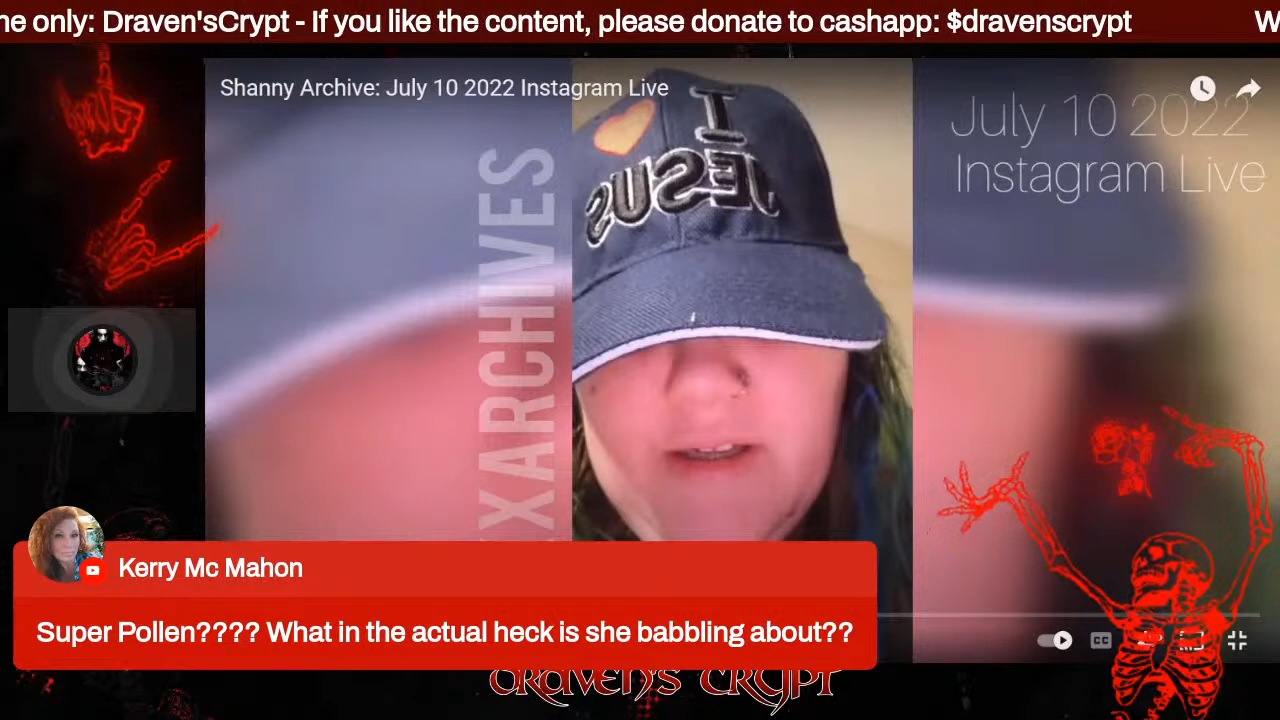 ne only: Draven'sCrypt - If you like the content, please donate to cashapp: $dravenscrypt W
Shanny Archive: July 10 2022 Instagram Live
July 10 2022
Instagram Live
I
JESUS
XARCHIVES
Kerry Mc Mahon
Super Pollen???? What in the actual heck is she babbling about??
CC
DRAVEN'S CRYPT